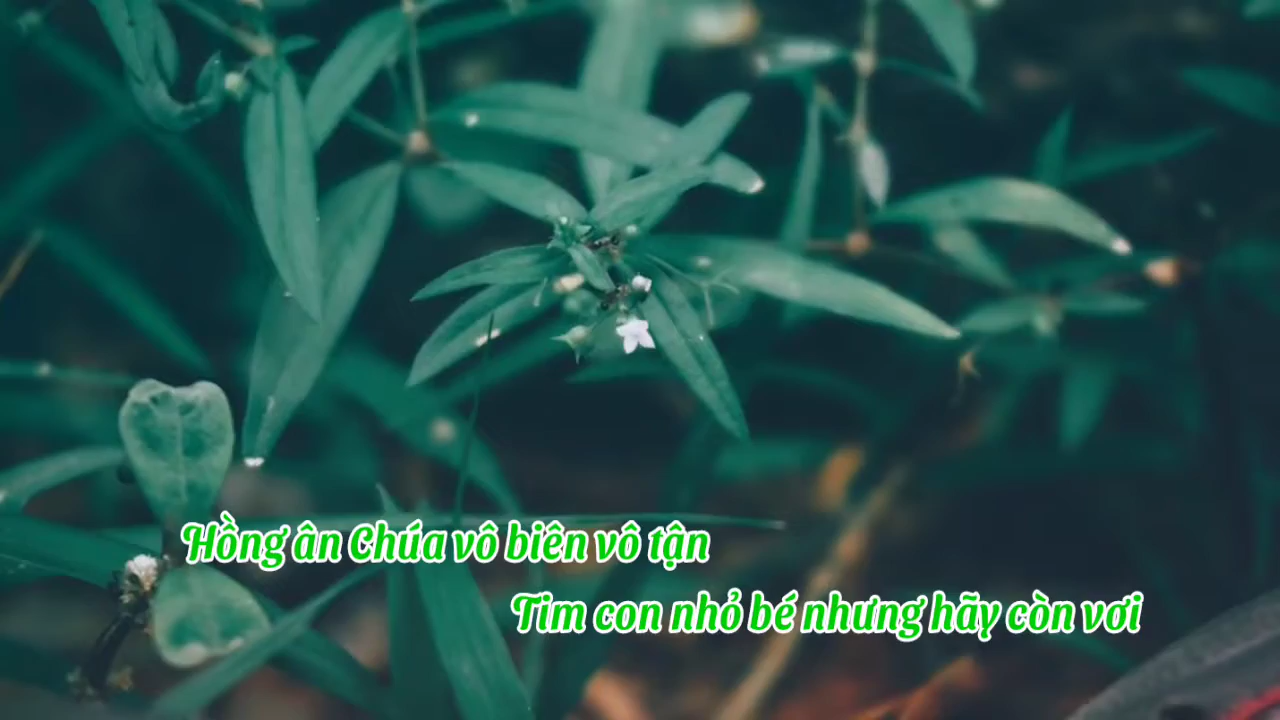 Hồng ân Chúa vô biên vô tận
Tim con nhỏ bé nhưng hãy còn vơi